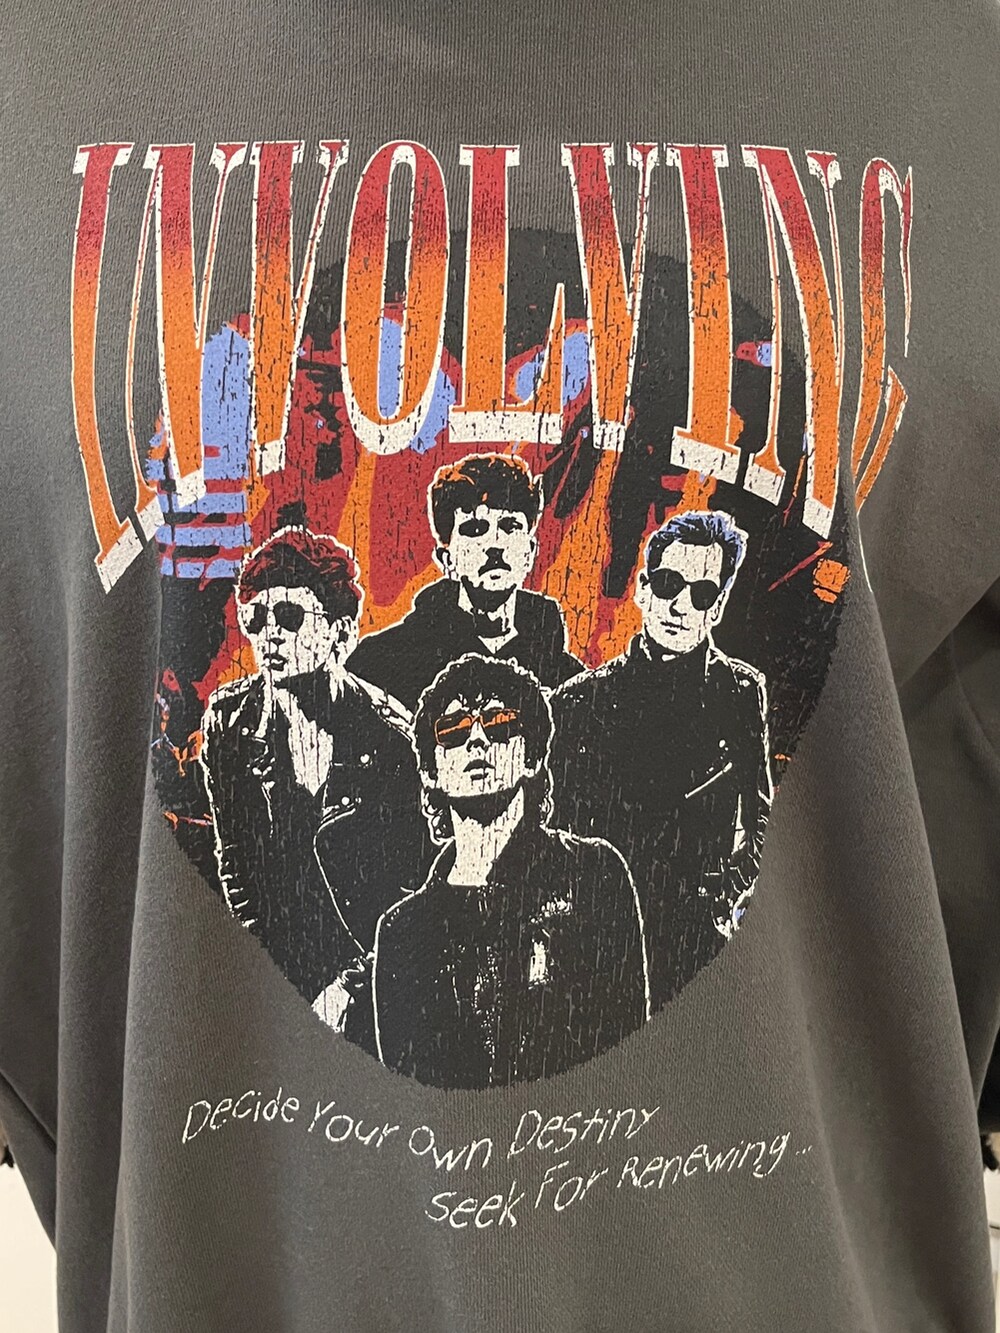 INVOLVING
Decide Your Own Destiny
Seek For Renewing...